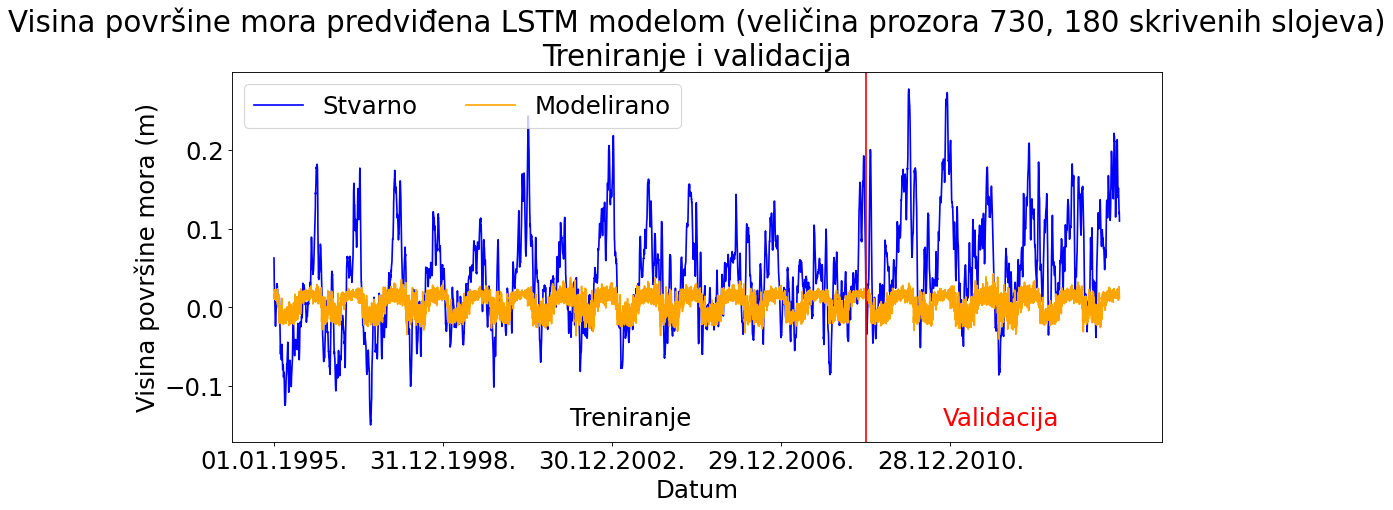 Visina površine mora predviđena LSTM modelom (veličina prozora 730, 180 skrivenih slojeva)
Treniranje i validacija
Stvarno
Modelirano
Visina površine mora (m)
0.2
0.1
0.0
−0.1
Treniranje
Validacija
01.01.1995.
31.12.1998.
30.12.2002.
29.12.2006.
28.12.2010.
Datum